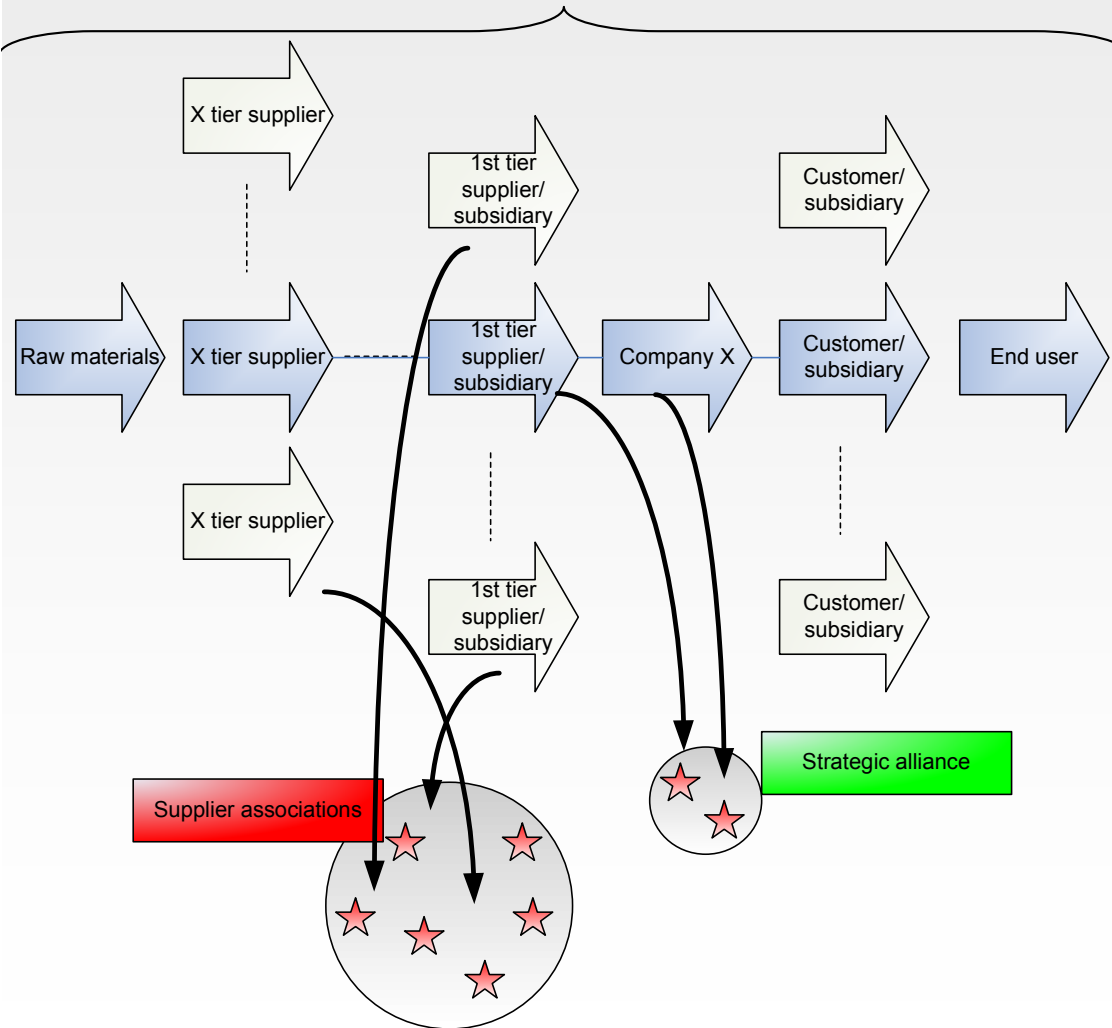 X tier supplier
1st tier
supplier/
subsidiary
Customer/
subsidiary
Raw materials
X tier supplier
1st tier
supplier/
subsidiary
Company X
Customer/
subsidiary
End user
X tier supplier
1st tier
supplier/
subsidiary
Customer/
subsidiary
Strategic alliance
Supplier associations